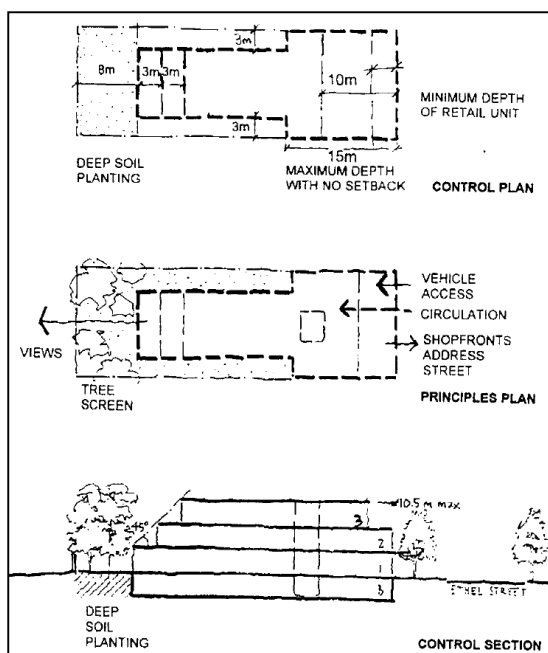 3m
8m
3m
3m
10m
MINIMUM DEPTH
OF RETAIL UNIT
3m
15m
DEEP SOIL
PLANTING
MAXIMUM DEPTH
WITH NO SETBACK
CONTROL PLAN
VEHICLE
ACCESS
CIRCULATION
SHOPFRONTS
ADDRESS
STREET
VIEWS
TREE
SCREEN
PRINCIPLES PLAN
10.5 m max
45°
3
2
1
B
ETHEL STREET
DEEP
SOIL
PLANTING
CONTROL SECTION